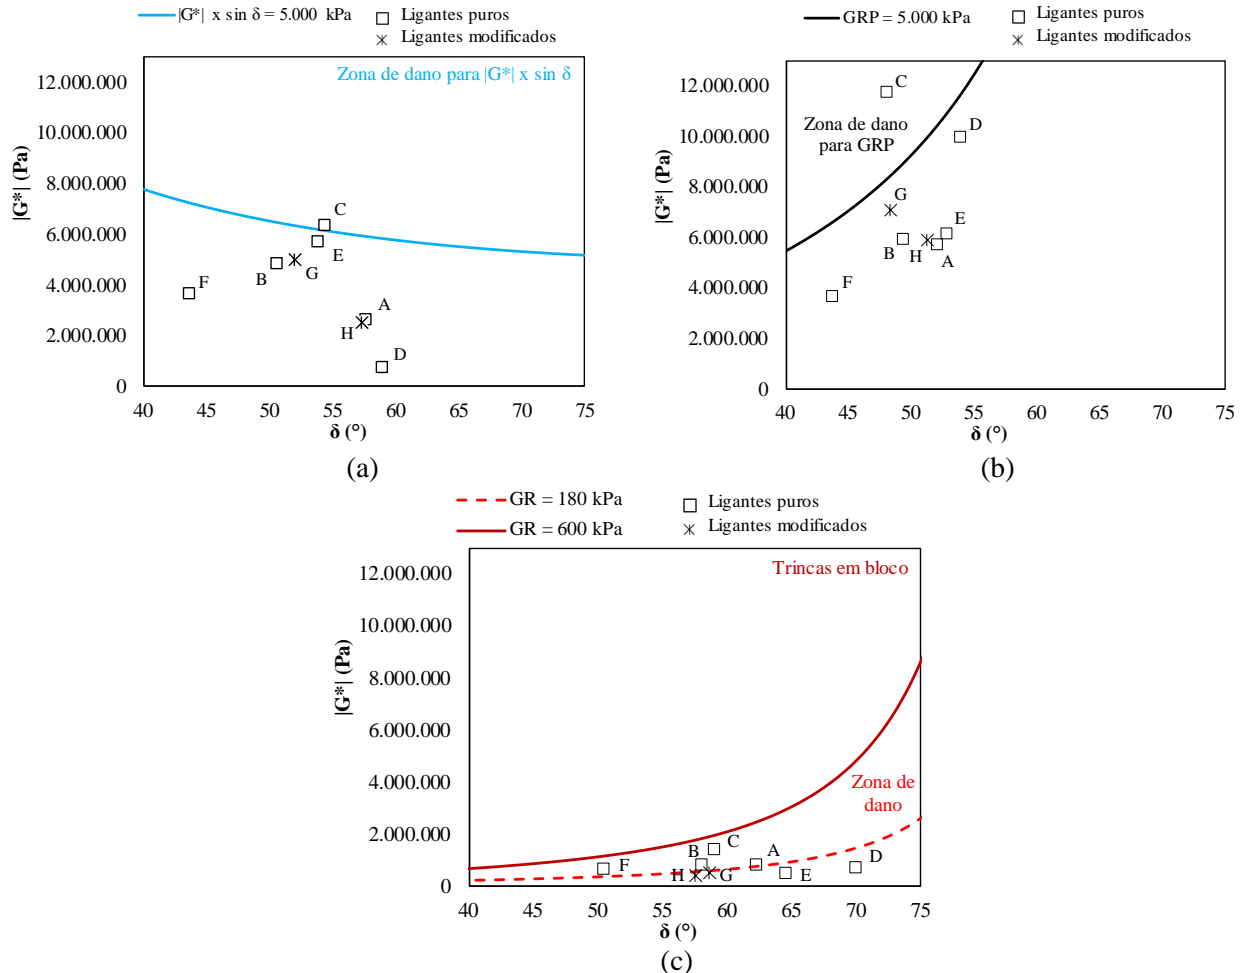 |G*| x sin δ = 5.000 kPa
Ligantes puros
Ligantes modificados
Zona de dano para |G*| x sin δ
|G*| (Pa)
12.000.000
10.000.000
8.000.000
6.000.000
4.000.000
2.000.000
0
C
E
B
G
F
A
H
D
40 45 50 55 60 65 70 75
δ (°)
(a)
GRP = 5.000 kPa
Ligantes puros
Ligantes modificados
Zona de dano
para GRP
|G*| (Pa)
12.000.000
10.000.000
8.000.000
6.000.000
4.000.000
2.000.000
0
C
D
G
E
B
H
A
F
40 45 50 55 60 65 70 75
δ (°)
(b)
GR = 180 kPa
GR = 600 kPa
Ligantes puros
Ligantes modificados
Trincas em bloco
Zona de
dano
|G*| (Pa)
12.000.000
10.000.000
8.000.000
6.000.000
4.000.000
2.000.000
0
F
B
C
A
D
H
G
E
40 45 50 55 60 65 70 75
δ (°)
(c)